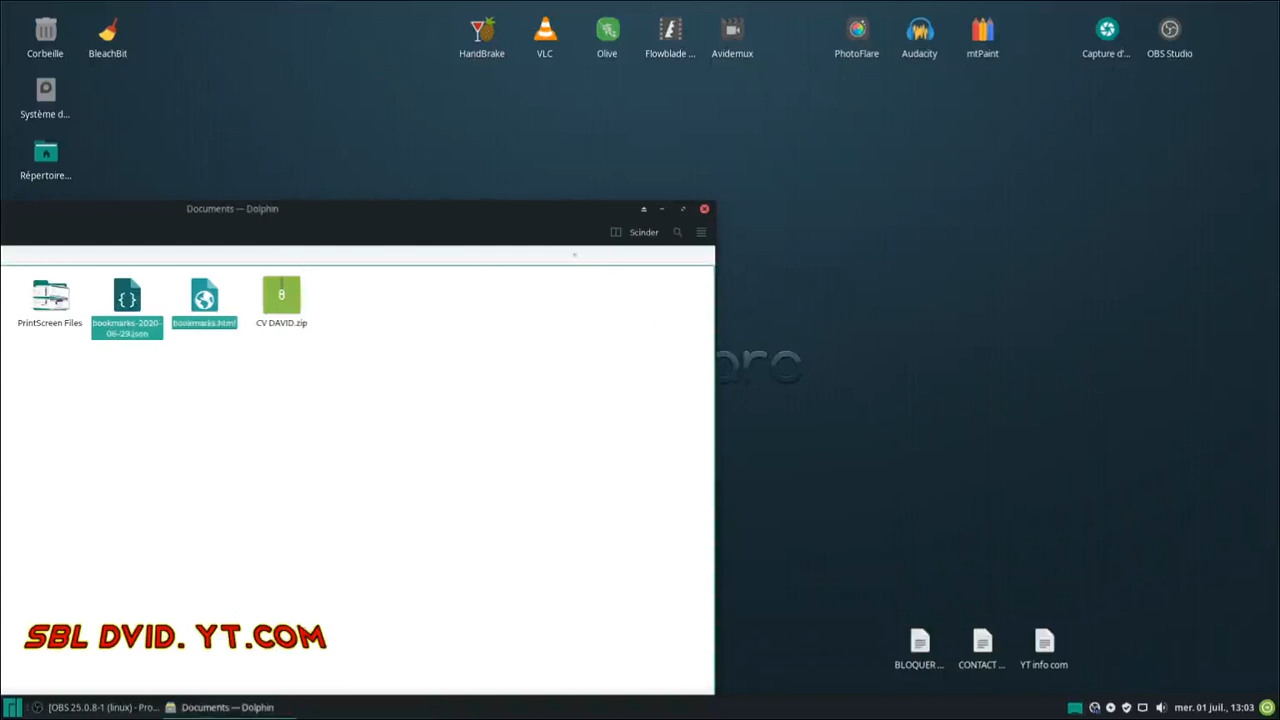 Corbeille
BleachBit
HandBrake
VLC
Olive
Flowblade ...
Avidemux
PhotoFlare
Audacity
mtPaint
Capture d'...
OBS Studio
Système d...
Répertoire...
Documents — Dolphin
Scinder
PrintScreen Files
bookmarks-2020-
06-29.json
bookmarks.html
CV DAVID.zip
SBL DVID. YT.COM
BLOQUER ...
CONTACT ...
YT info com
[OBS 25.0.8-1 (linux) - Pro...
Documents — Dolphin
mer. 01 juil., 13:03